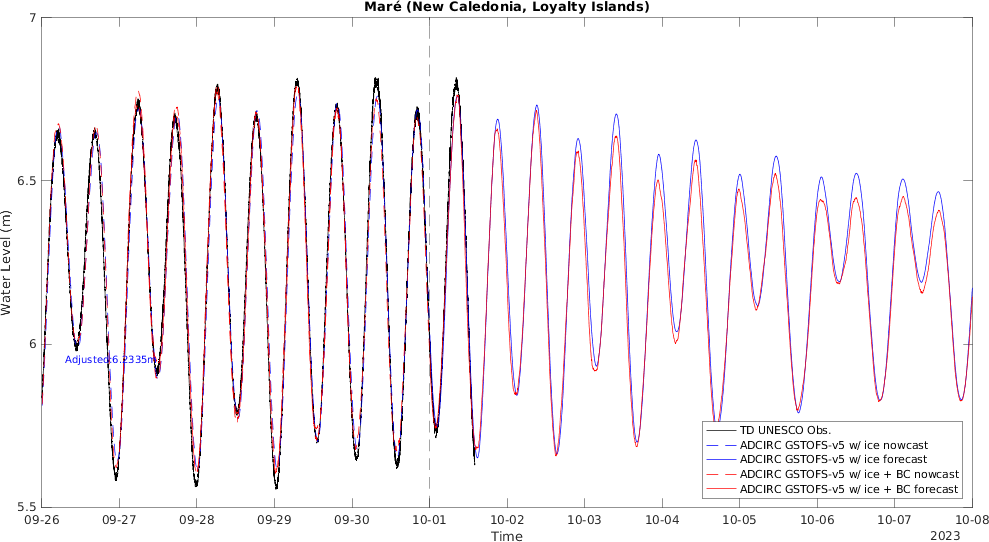 Maré (New Caledonia, Loyalty Islands)
7
6.5
6
5.5
Water Level (m)
Adjusted:6.2335m
TD UNESCO Obs.
ADCIRC GSTOFS-v5 w/ ice nowcast
ADCIRC GSTOFS-v5 w/ ice forecast
ADCIRC GSTOFS-v5 w/ ice + BC nowcast
ADCIRC GSTOFS-v5 w/ ice + BC forecast
09-26 09-27 09-28 09-29 09-30 10-01 10-02 10-03 10-04 10-05 10-06 10-07 10-08
Time
2023